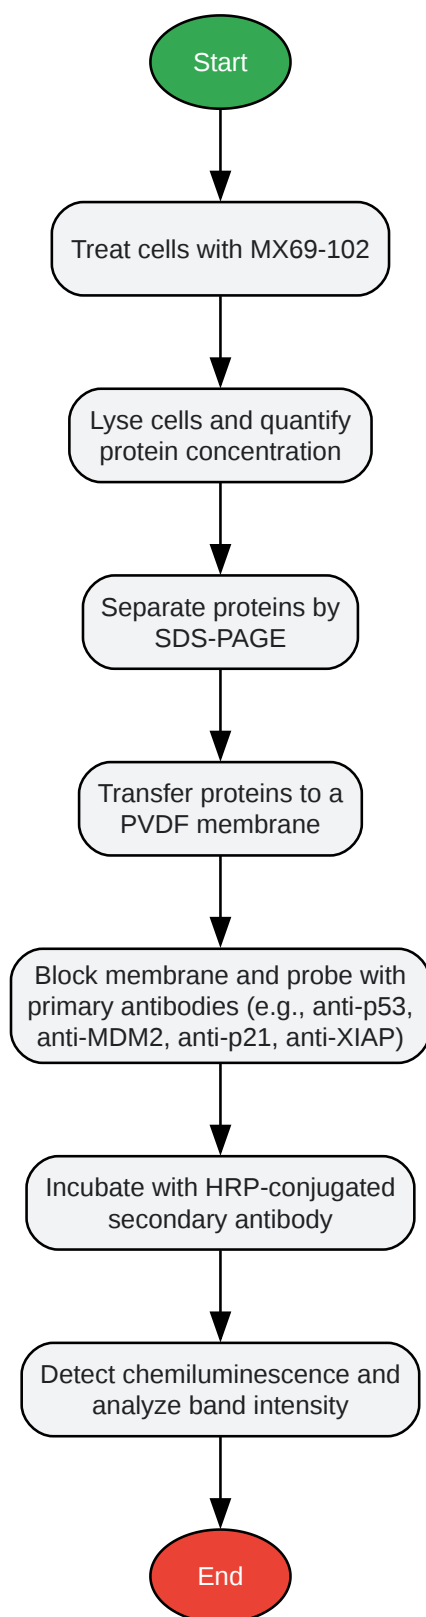 Start
Treat cells with MX69-102
Lyse cells and quantify
protein concentration
Separate proteins by
SDS-PAGE
Transfer proteins to a
PVDF membrane
Block membrane and probe with
primary antibodies (e.g., anti-p53,
anti-MDM2, anti-p21, anti-XIAP)
Incubate with HRP-conjugated
secondary antibody
Detect chemiluminescence and
analyze band intensity
End